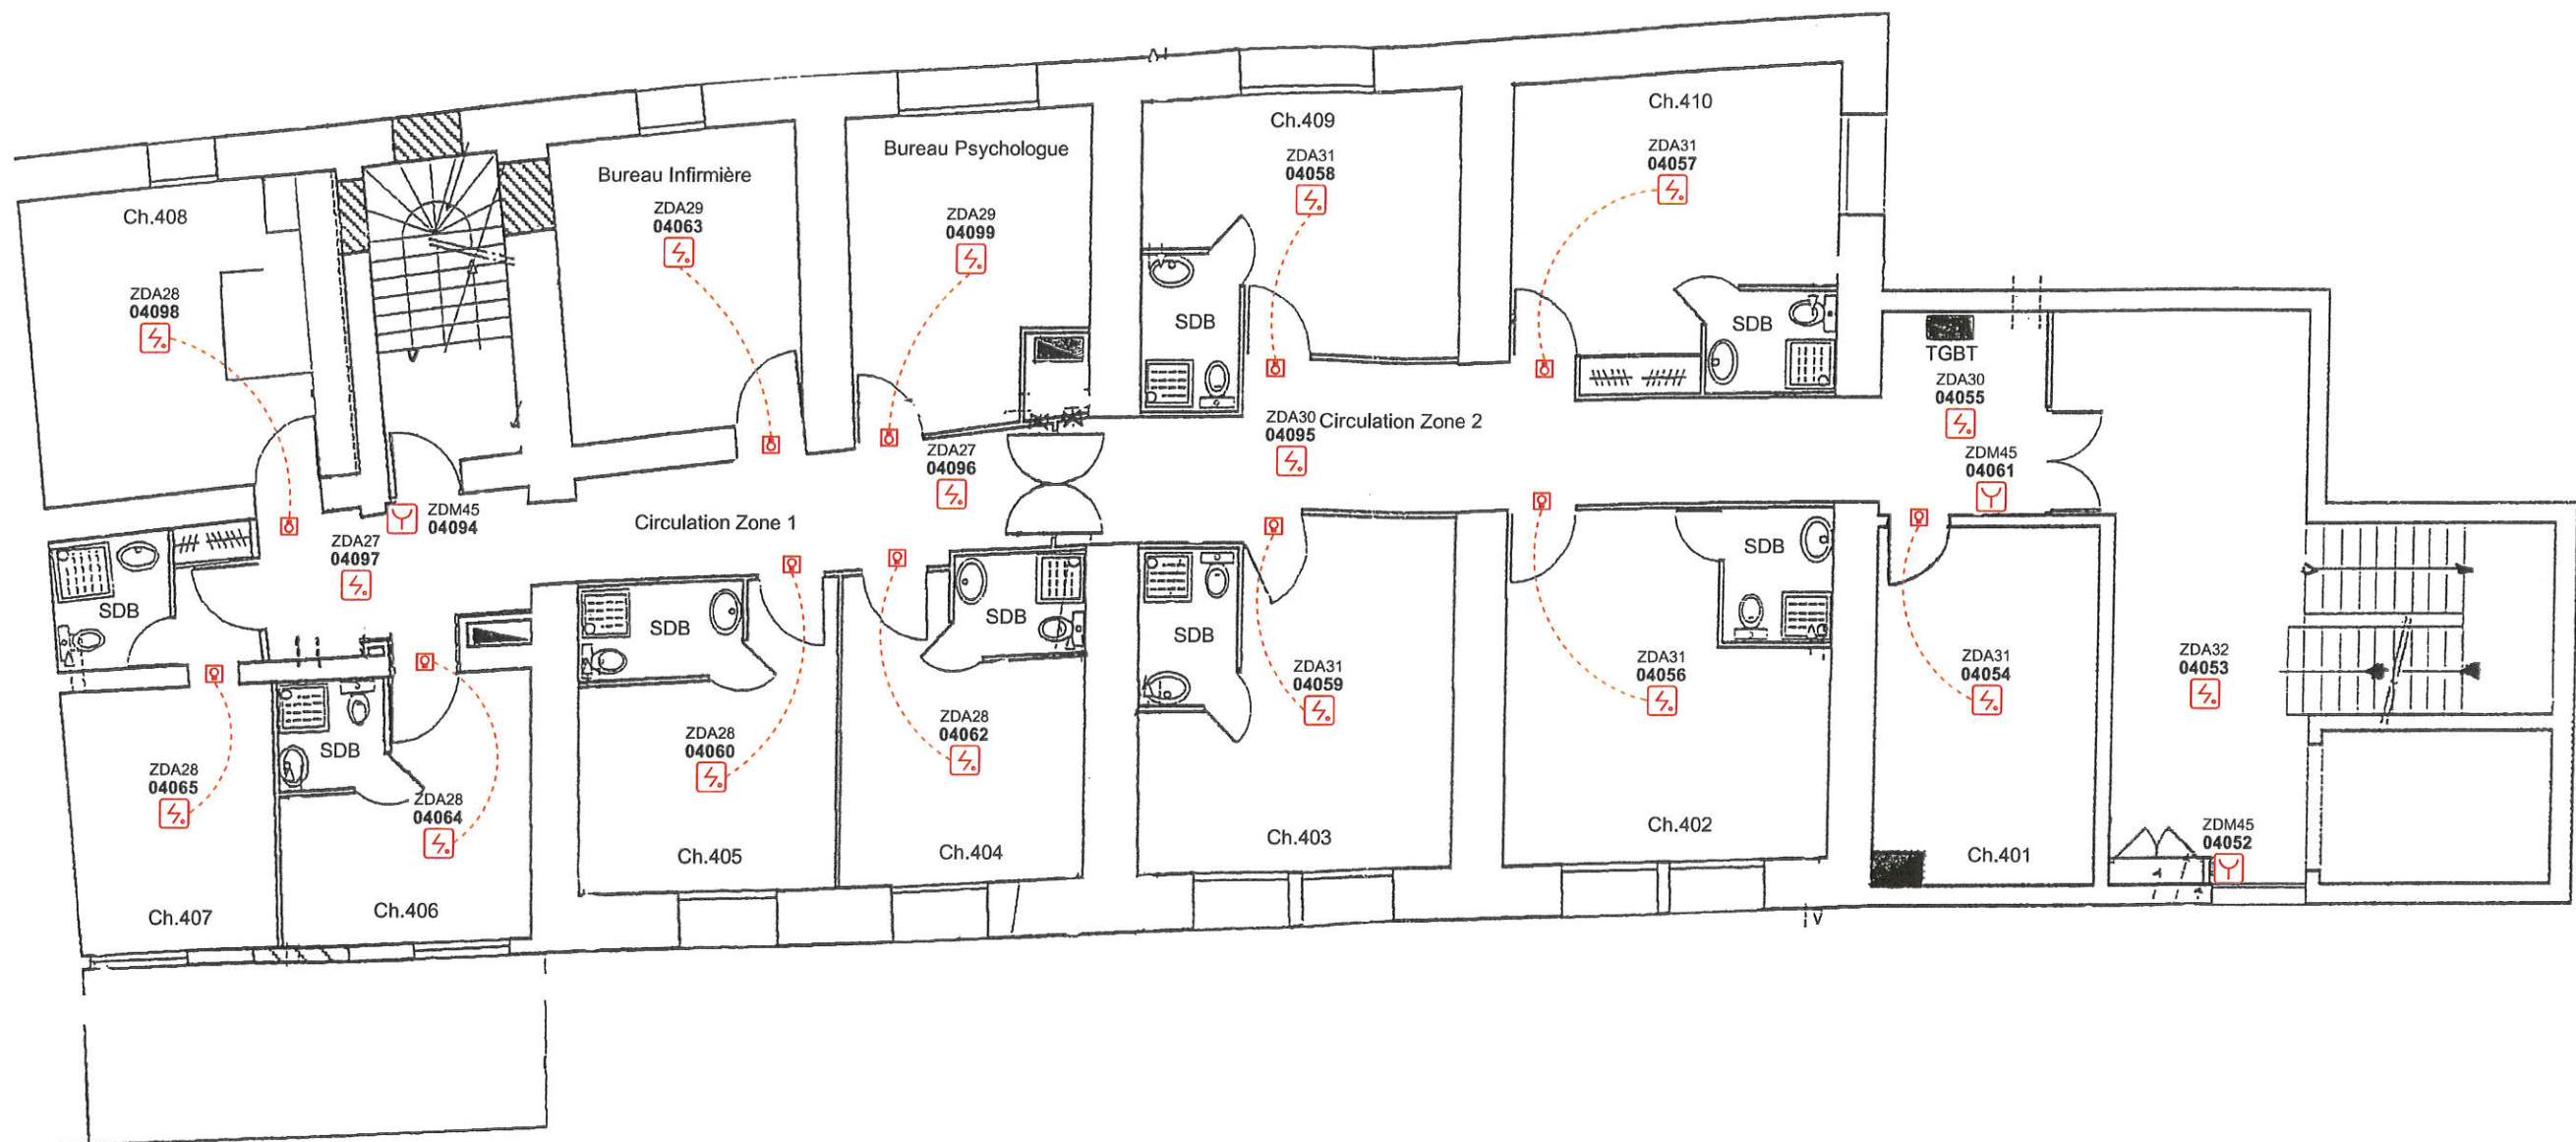 Ch.410
Ch.409
ZDA31
04057
Bureau Psychologue
ZDA31
04058
Bureau Infirmière
Ch.408
ZDA29
04063
ZDA29
04099
ZDA28
04098
SDB
SDB
TGBT
ZDA30
04055
ZDA30
04095
Circulation Zone 2
ZDA27
04096
ZDM45
04061
ZDM45
04094
Circulation Zone 1
ZDA27
04097
SDB
SDB
SDB
SDB
SDB
ZDA32
04053
ZDA31
04059
ZDA31
04056
ZDA31
04054
SDB
ZDA28
04060
ZDA28
04062
ZDA28
04065
ZDA28
04064
ZDM45
04052
Ch.407
Ch.406
Ch.405
Ch.404
Ch.403
Ch.402
Ch.401